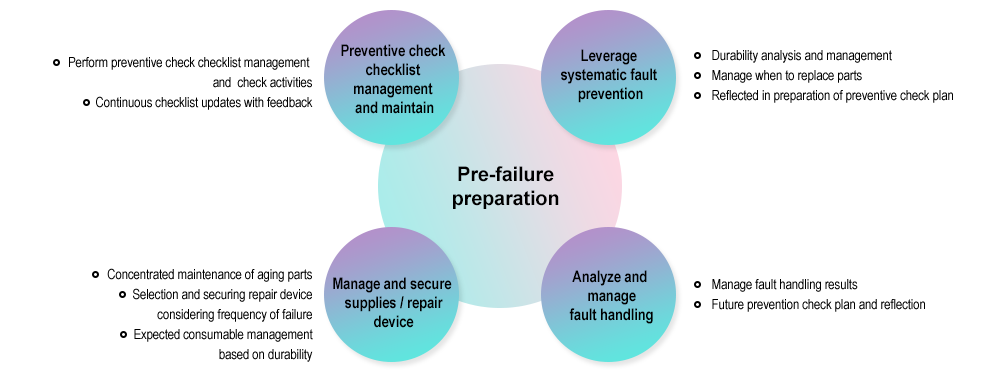 Preventive check
checklist
management
and maintain
Perform preventive check checklist management
and check activities
Continuous checklist updates with feedback
Leverage
systematic fault
prevention
Durability analysis and management
Manage when to replace parts
Reflected in preparation of preventive check plan
Pre-failure
preparation
Manage and secure
supplies / repair
device
Concentrated maintenance of aging parts
Selection and securing repair device
considering frequency of failure
Expected consumable management
based on durability
Analyze and
manage
fault handling
Manage fault handling results
Future prevention check plan and reflection